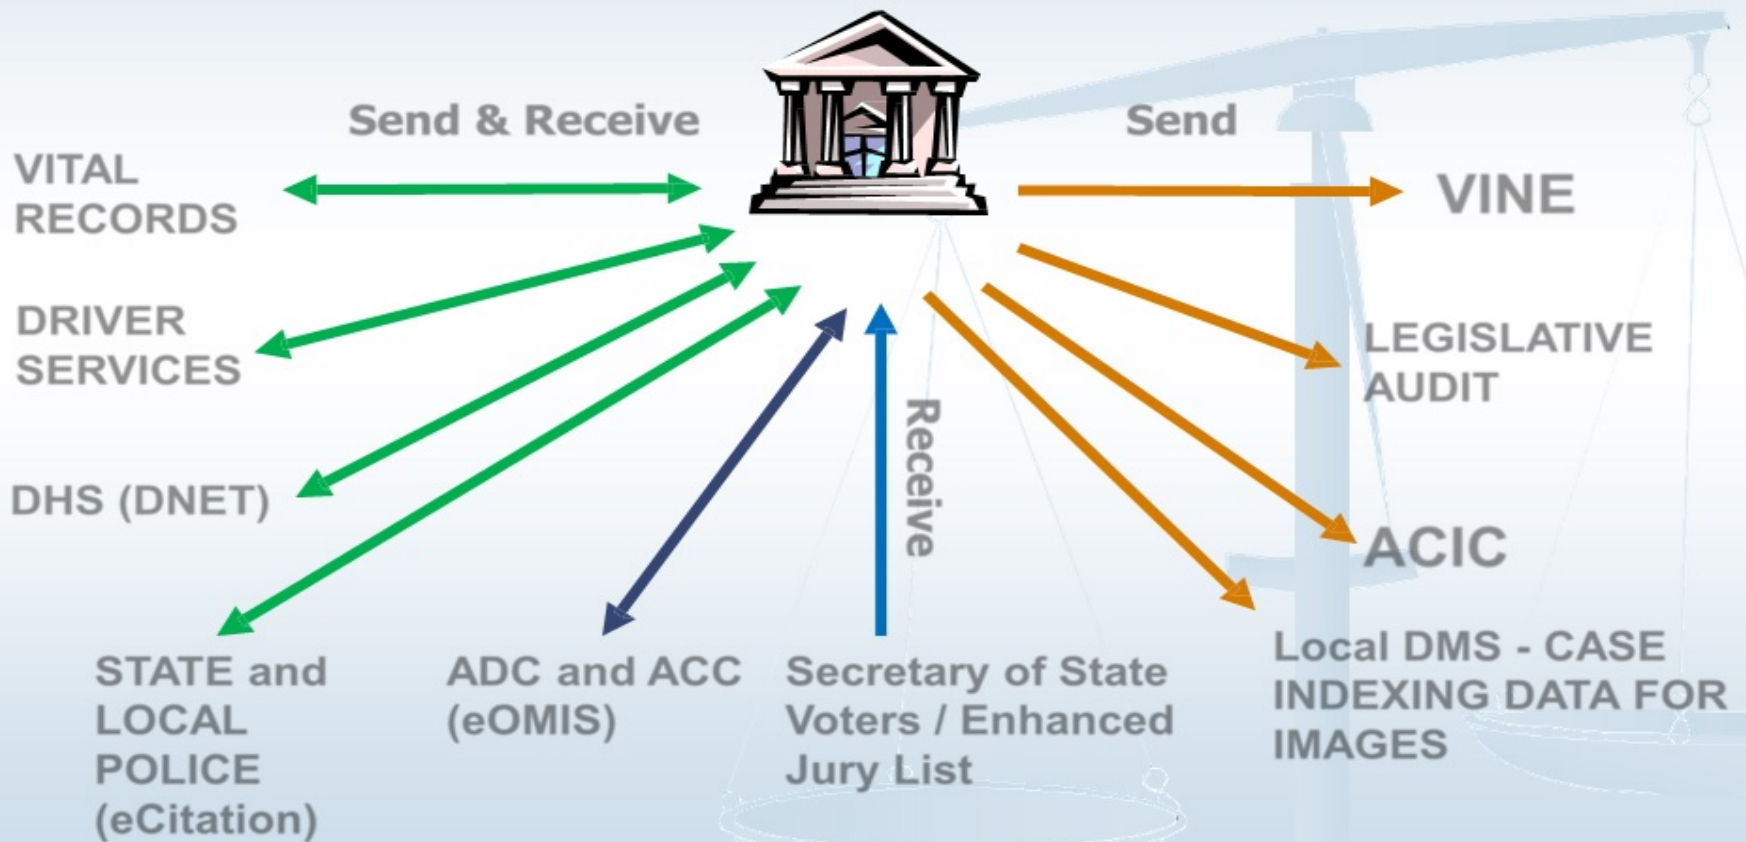 Send & Receive
Send
VITAL
RECORDS
VINE
DRIVER
SERVICES
LEGISLATIVE
AUDIT
Receive
DHS (DNET)
ACIC
STATE and
LOCAL
POLICE
(eCitation)
ADC and ACC
(eOMIS)
Secretary of State
Voters / Enhanced
Jury List
Local DMS - CASE
INDEXING DATA FOR
IMAGES